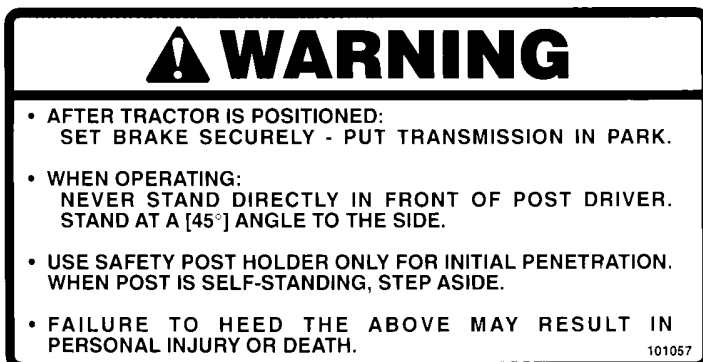 WARNING
• AFTER TRACTOR IS POSITIONED:
SET BRAKE SECURELY - PUT TRANSMISSION IN PARK.
• WHEN OPERATING:
NEVER STAND DIRECTLY IN FRONT OF POST DRIVER.
STAND AT A [45°] ANGLE TO THE SIDE.
• USE SAFETY POST HOLDER ONLY FOR INITIAL PENETRATION.
WHEN POST IS SELF-STANDING, STEP ASIDE.
• FAILURE TO HEED THE ABOVE MAY RESULT IN
PERSONAL INJURY OR DEATH.
101057